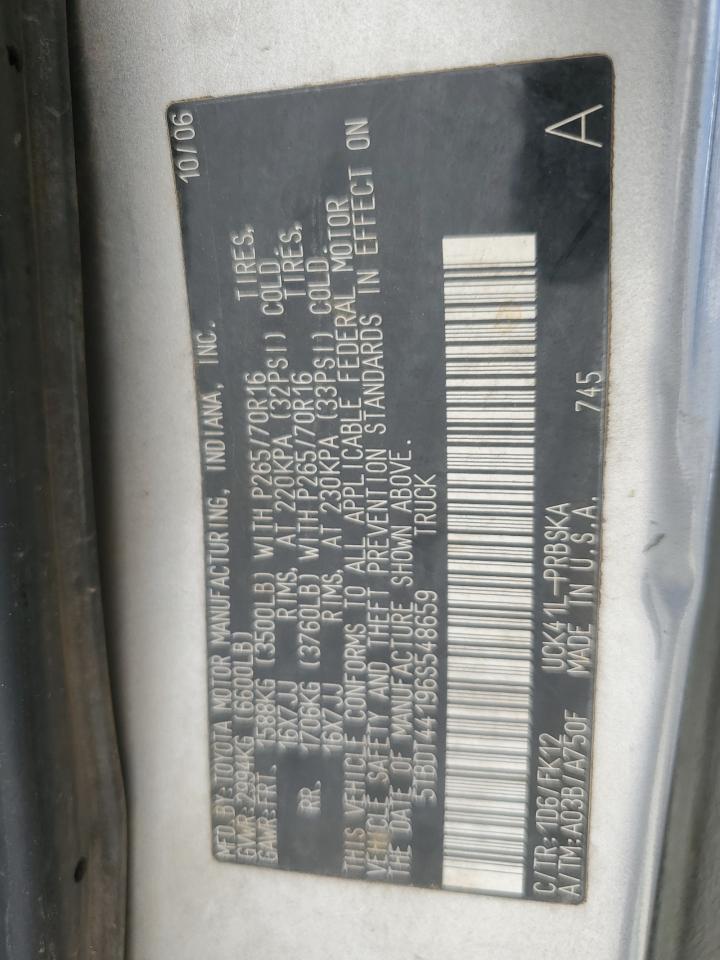 MFD.BY:TOYOTA MOTOR MANUFACTURING, INDIANA, INC. 10/06
GVWR:2994KG (6600LB)
GAWR:FRT. 1588KG (3500LB) WITH P265/70R16 TIRES,
16X7JJ RIMS, AT 220KPA (32PSI) COLD.
RR. 1706KG (3760LB) WITH P265/70R16 TIRES,
16X7JJ RIMS, AT 230KPA (33PSI) COLD.
THIS VEHICLE CONFORMS TO ALL APPLICABLE FEDERAL MOTOR
VEHICLE SAFETY AND THEFT PREVENTION STANDARDS IN EFFECT ON
THE DATE OF MANUFACTURE SHOWN ABOVE.
5TBDT44196S548659 TRUCK
C/TR:1D6/FK12 UCK41L-PRBSKA
A/TM:A03B/A750F MADE IN U.S.A. 745 A